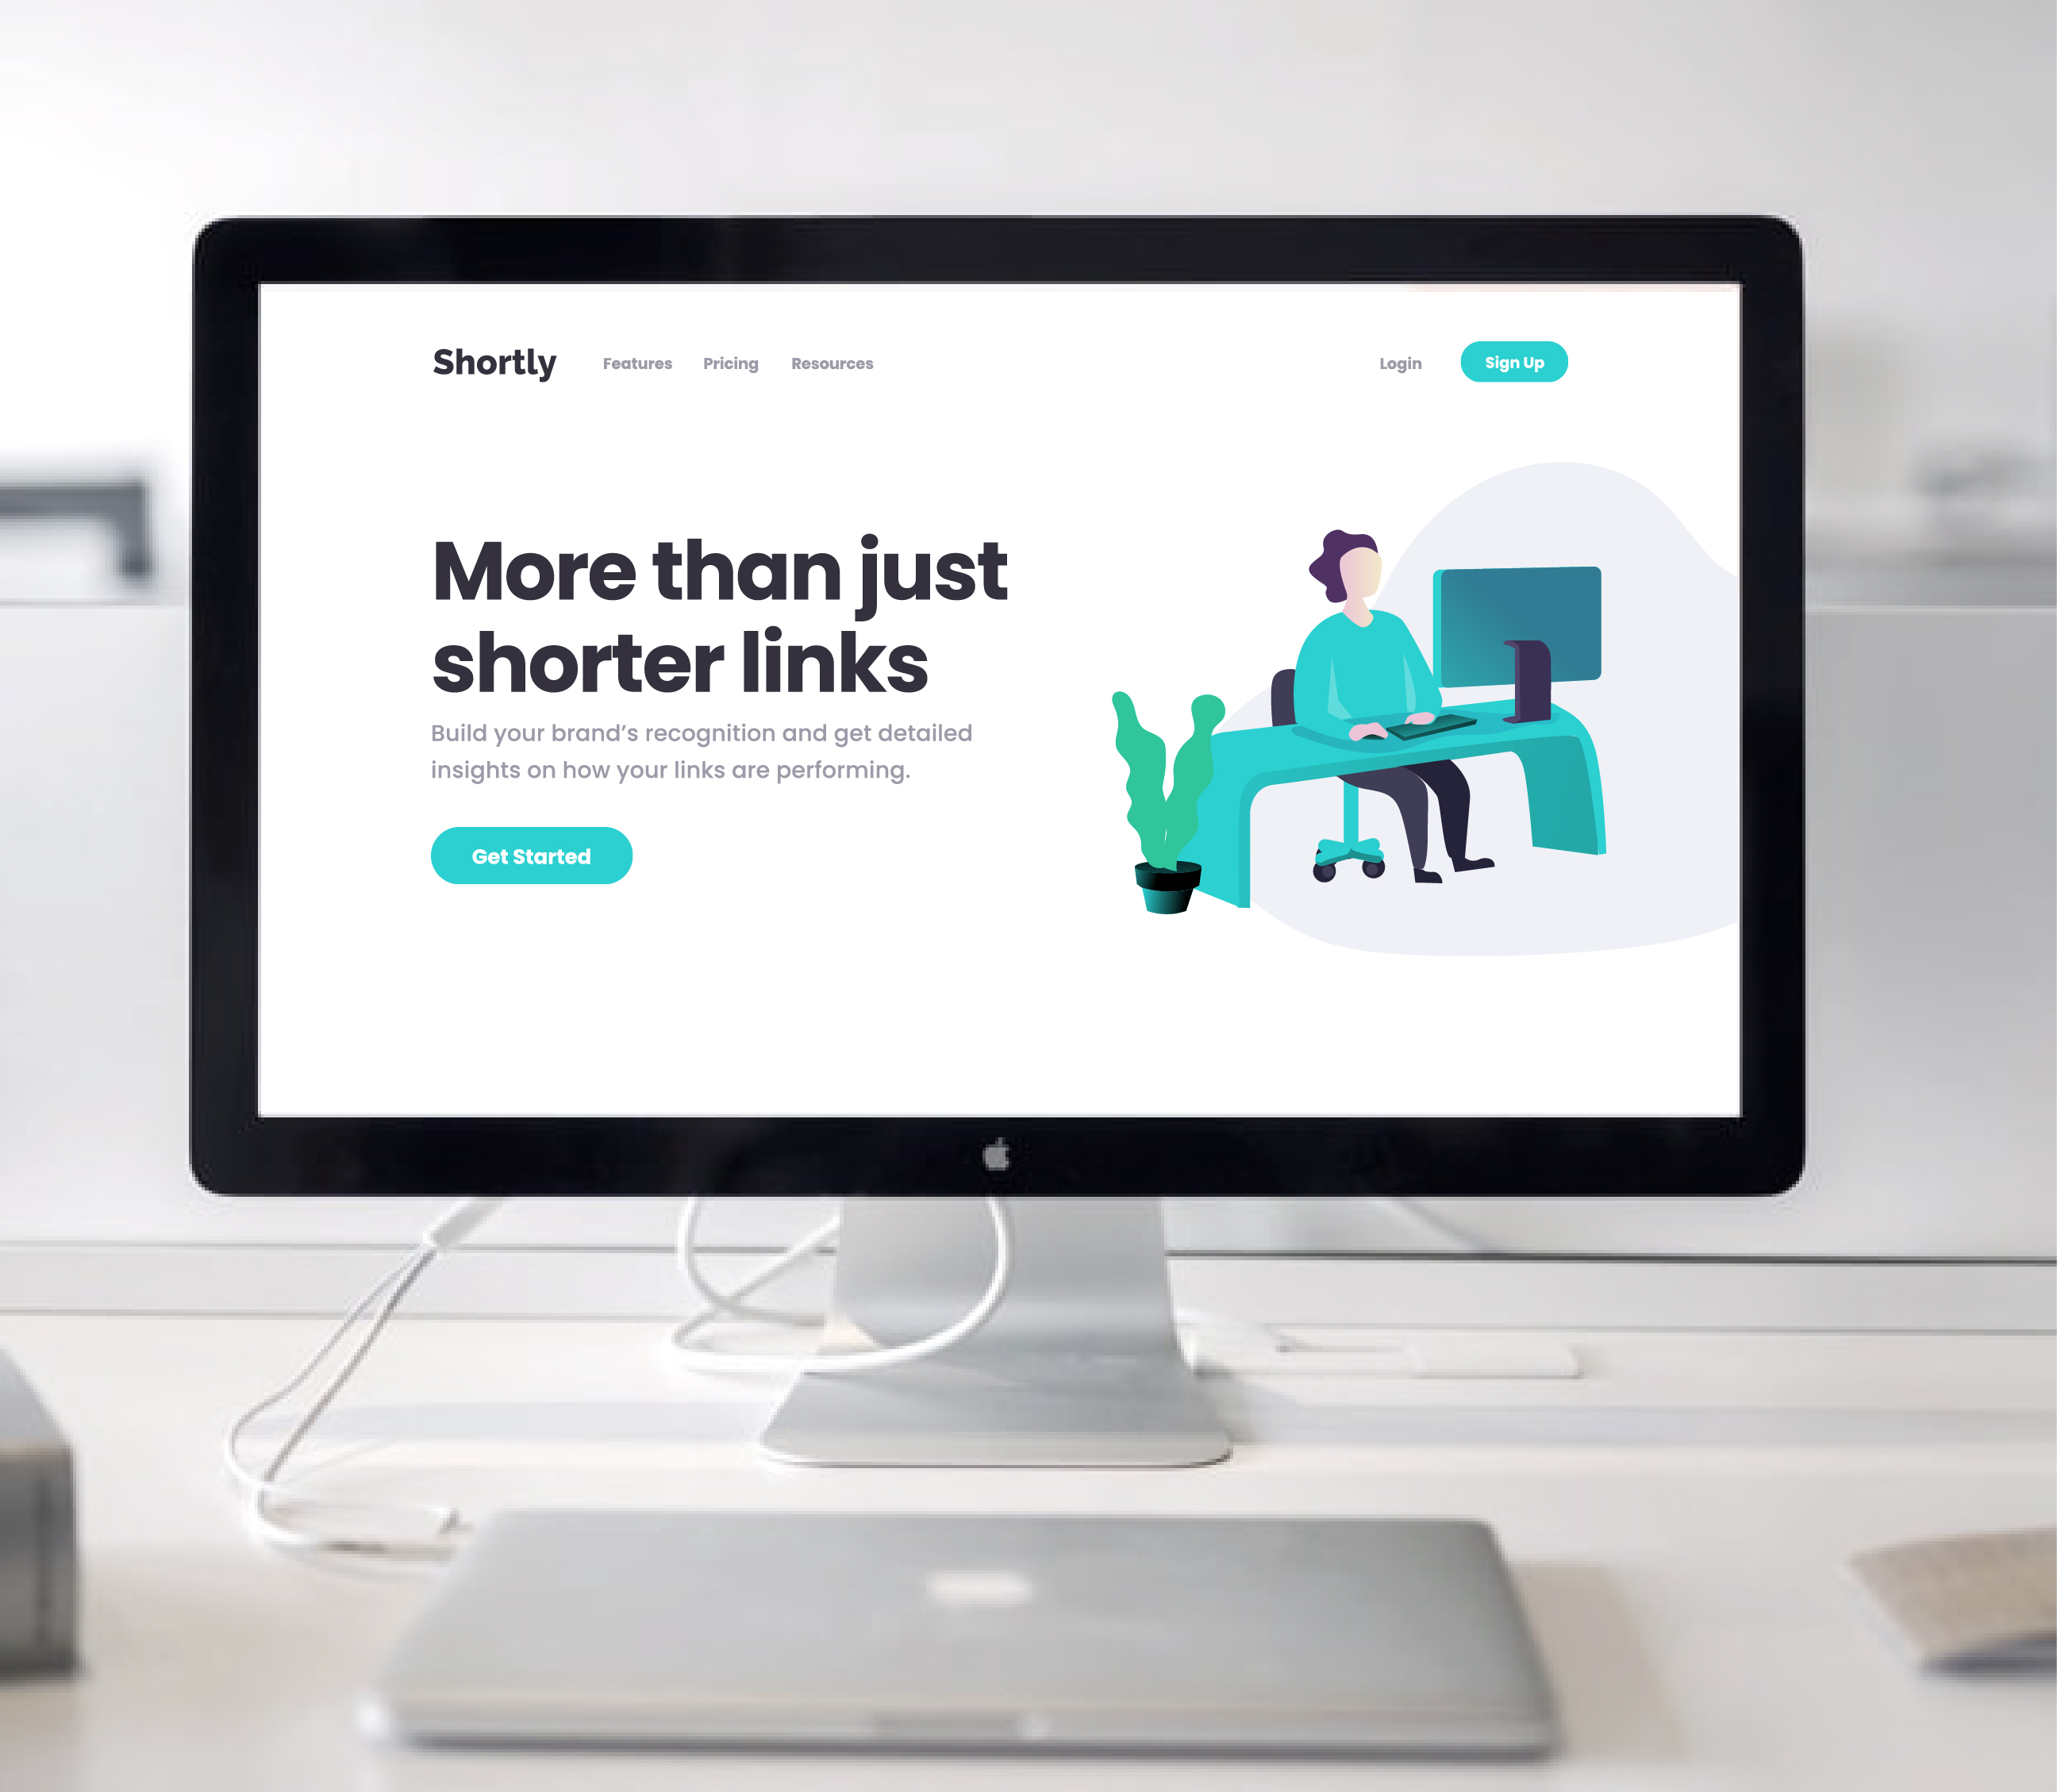 Shortly
Features Pricing Resources
Login
Sign Up
More than just
shorter links
Build your brand’s recognition and get detailed
insights on how your links are performing.
Get Started